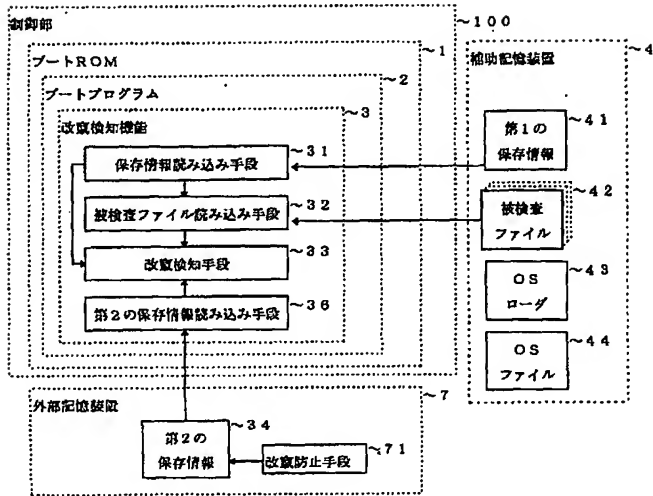 制御部
~100
ブートROM
~1
ブートプログラム
~2
改竄検知機能
~3
保存情報読み込み手段
~31
被検査ファイル読み込み手段
~32
改竄検知手段
~33
第2の保存情報読み込み手段
~36
補助記憶装置
~4
第1の
保存情報
~41
被検査
ファイル
~42
OS
ローダ
~43
OS
ファイル
~44
外部記憶装置
~7
第2の
保存情報
~34
改竄防止手段
~71